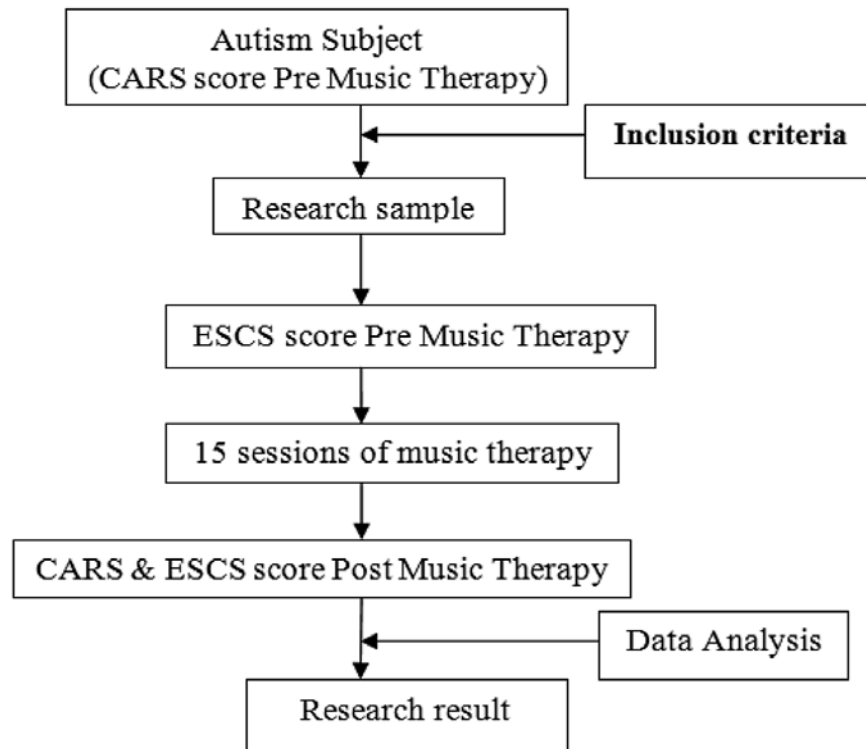 Autism Subject
(CARS score Pre Music Therapy)
Inclusion criteria
Research sample
ESCS score Pre Music Therapy
15 sessions of music therapy
CARS & ESCS score Post Music Therapy
Data Analysis
Research result